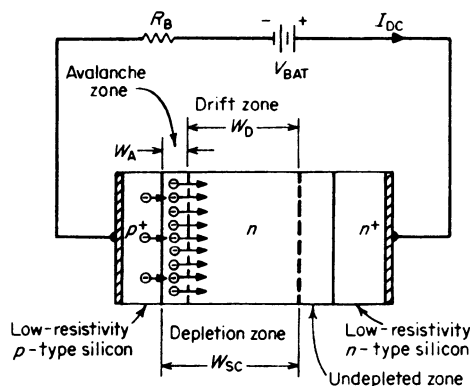 R_B
− +
I_DC
V_BAT
Avalanche
zone
Drift zone
W_D
W_A
p+
n
n+
Low-resistivity
p-type silicon
Depletion zone
W_SC
Low-resistivity
n-type silicon
Undepleted zone